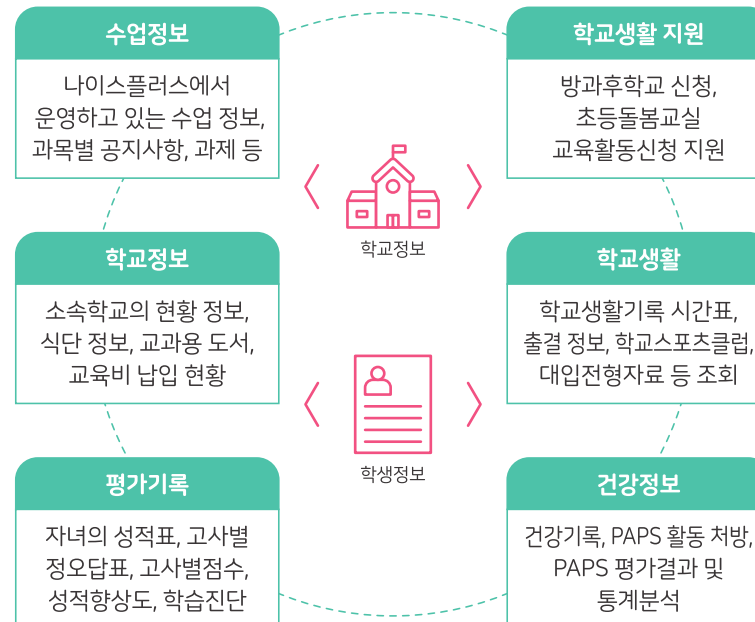 수업정보
나이스플러스에서
운영하고 있는 수업 정보,
과목별 공지사항, 과제 등
학교생활 지원
방과후학교 신청,
초등돌봄교실
교육활동신청 지원
학교정보
학교정보
소속학교의 현황 정보,
식단 정보, 교과용 도서,
교육비 납입 현황
학교생활
학교생활기록 시간표,
출결 정보, 학교스포츠클럽,
대입전형자료 등 조회
학생정보
평가기록
자녀의 성적표, 고사별
정오답표, 고사별점수,
성적향상도, 학습진단
건강정보
건강기록, PAPS 활동 처방,
PAPS 평가결과 및
통계분석